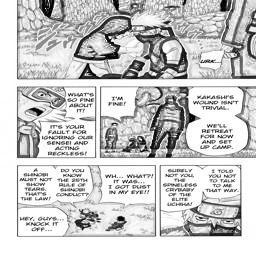 URK...
KAKASHI'S
WOUND ISN'T
TRIVIAL.
WE'LL
RETREAT
FOR NOW
AND SET
UP CAMP.
I'M
FINE!
WHAT'S
SO FINE
ABOUT
IT!
IT'S YOUR
FAULT FOR
IGNORING
OUR SENSEI
AND ACTING
RECKLESS!
I TOLD YOU
NOT TO
TALK TO
ME THAT
WAY.
SURELY
NOT YOU,
THE
SPINELESS
CRYBABY
OF THE
ELITE
UCHIHA!
WH... WHAT?!
IT WAS...
I GOT DUST
IN MY
EYE!!
DO YOU
KNOW
THE 25TH
RULE OF
SHINOBI
CONDUCT?
A SHINOBI
MUST NOT
SHOW
TEARS.
THAT'S THE
LAW!
HEY, GUYS...
KNOCK IT
OFF...